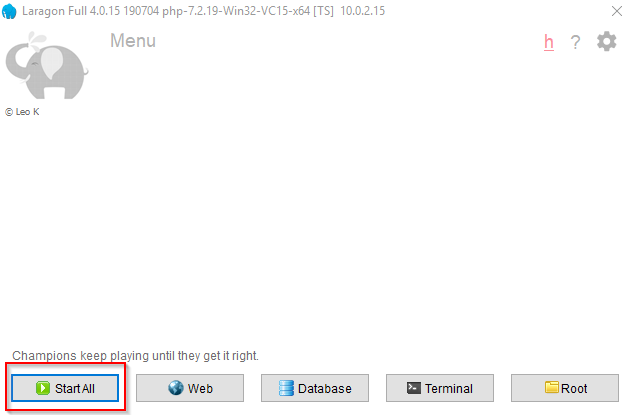 Laragon Full 4.0.15 190704 php-7.2.19-Win32-VC15-x64 [TS] 10.0.2.15
Menu
h ?
© Leo K
Champions keep playing until they get it right.
Start All Web Database Terminal Root